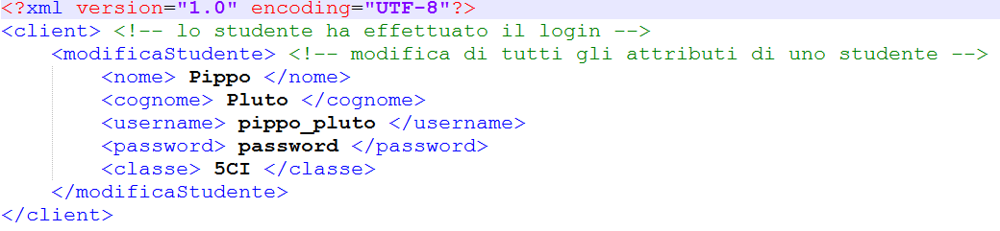 <?xml version="1.0" encoding="UTF-8"?>
<client> <!-- lo studente ha effettuato il login -->
<modificaStudente> <!-- modifica di tutti gli attributi di uno studente -->
<nome> Pippo </nome>
<cognome> Pluto </cognome>
<username> pippo_pluto </username>
<password> password </password>
<classe> 5CI </classe>
</modificaStudente>
</client>